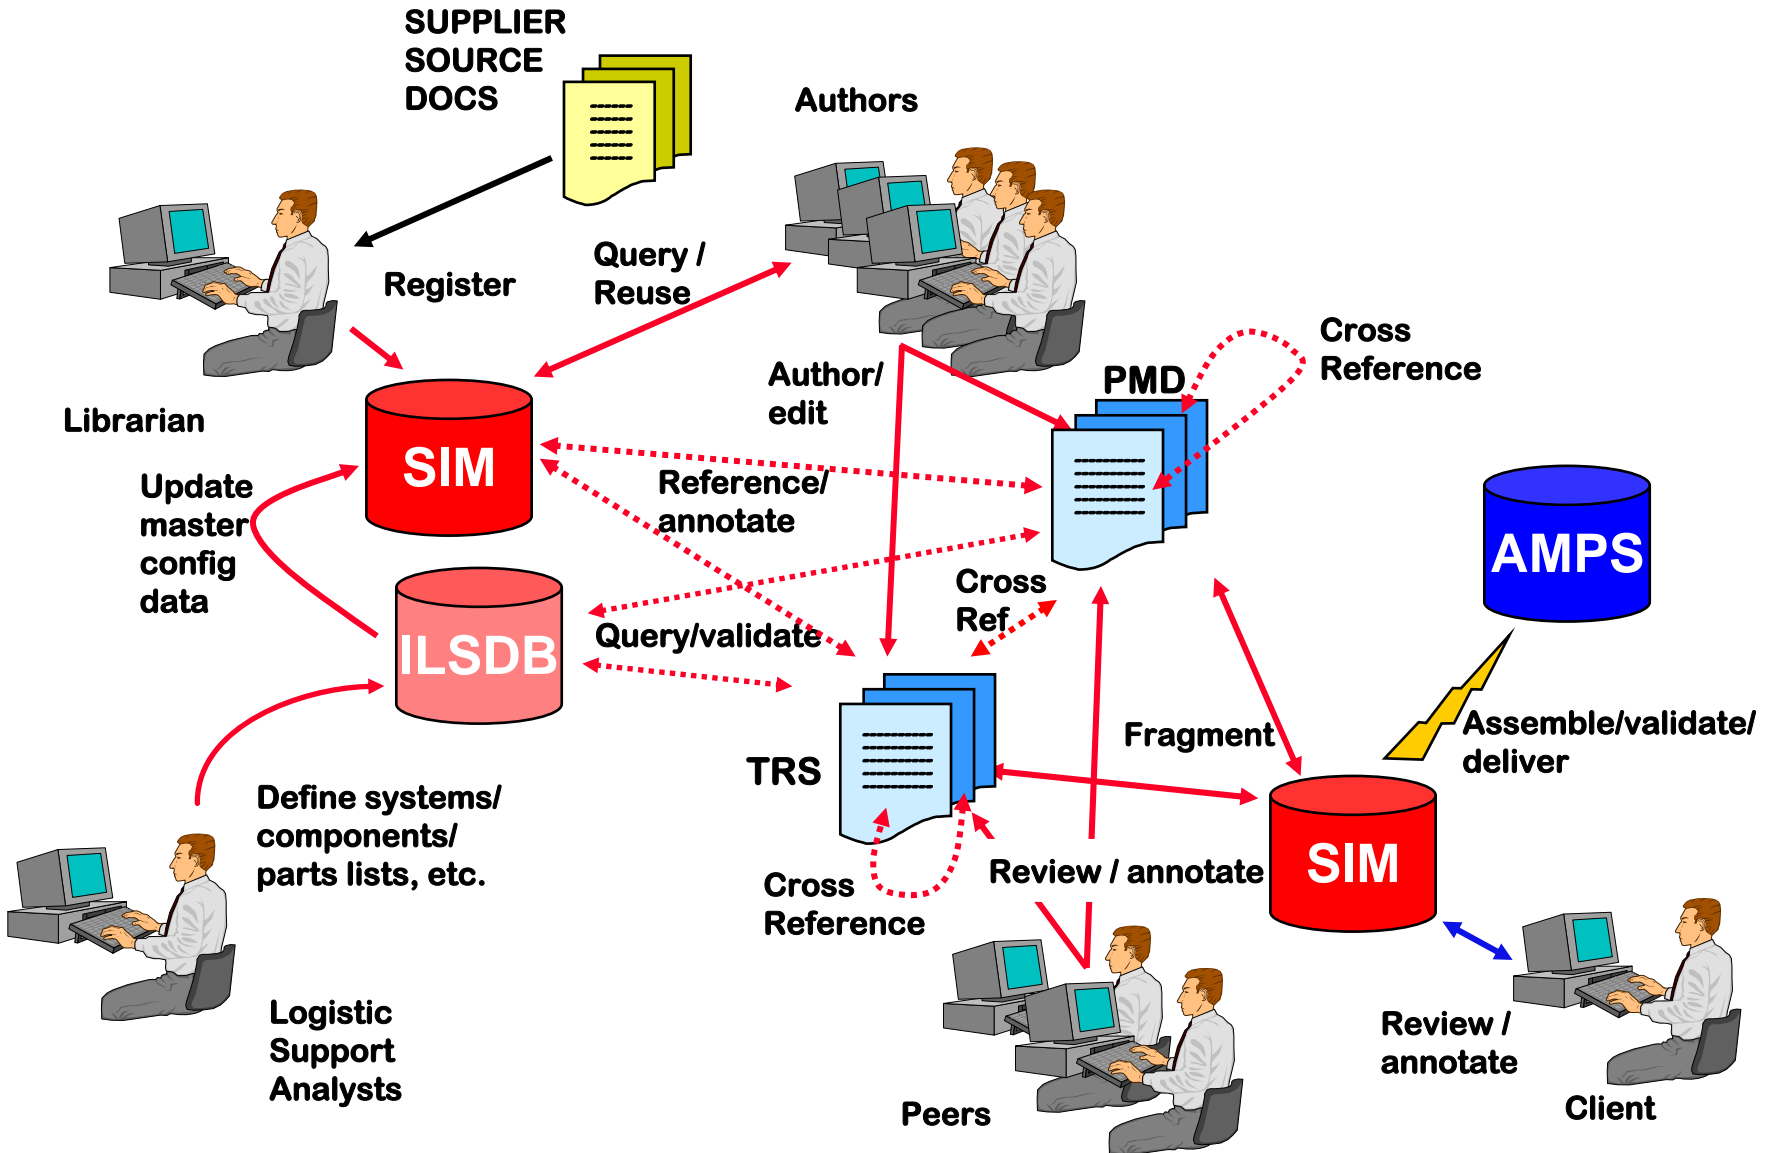 SUPPLIER
SOURCE
DOCS
Authors
Query /
Reuse
Register
Cross
Reference
PMD
Author/
edit
Librarian
SIM
Update
master
config
data
Reference/
annotate
AMPS
Cross
Ref
Query/validate
ILSDB
Fragment
Assemble/validate/
deliver
TRS
Define systems/
components/
parts lists, etc.
Review / annotate
SIM
Cross
Reference
Logistic
Support
Analysts
Review /
annotate
Peers
Client